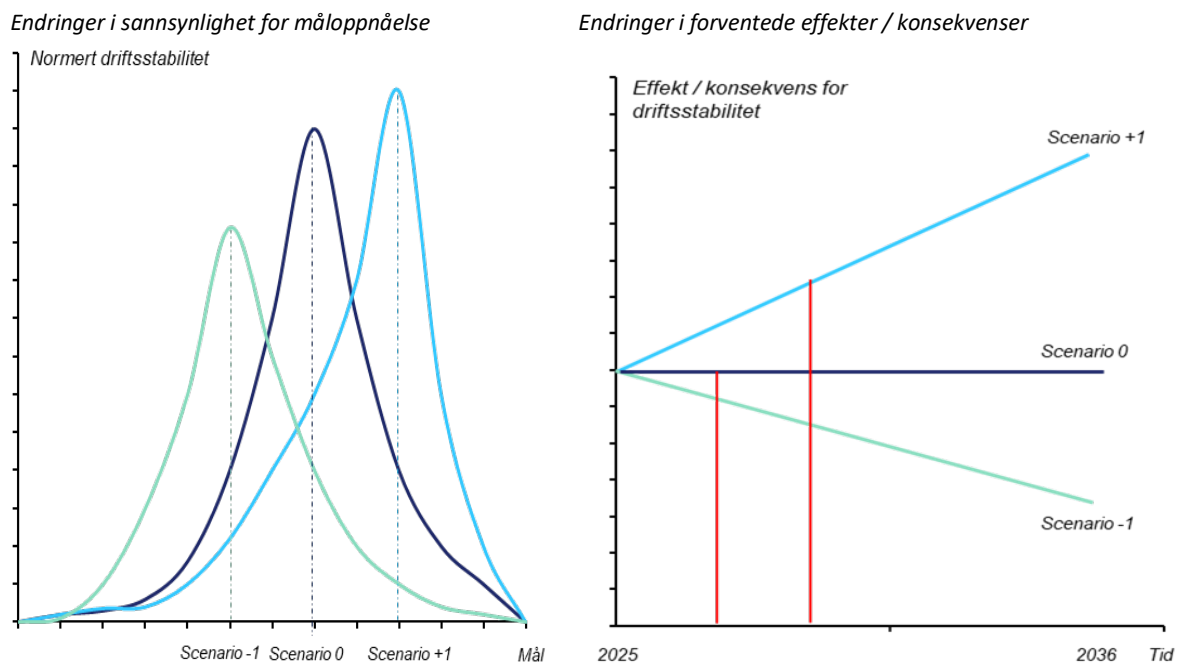 Endringer i sannsynlighet for måloppnåelse
Normert driftsstabilitet
Scenario -1 Scenario 0 Scenario +1 Mål
Endringer i forventede effekter / konsekvenser
Effekt / konsekvens for
driftsstabilitet
Scenario +1
Scenario 0
Scenario -1
2025 2036 Tid